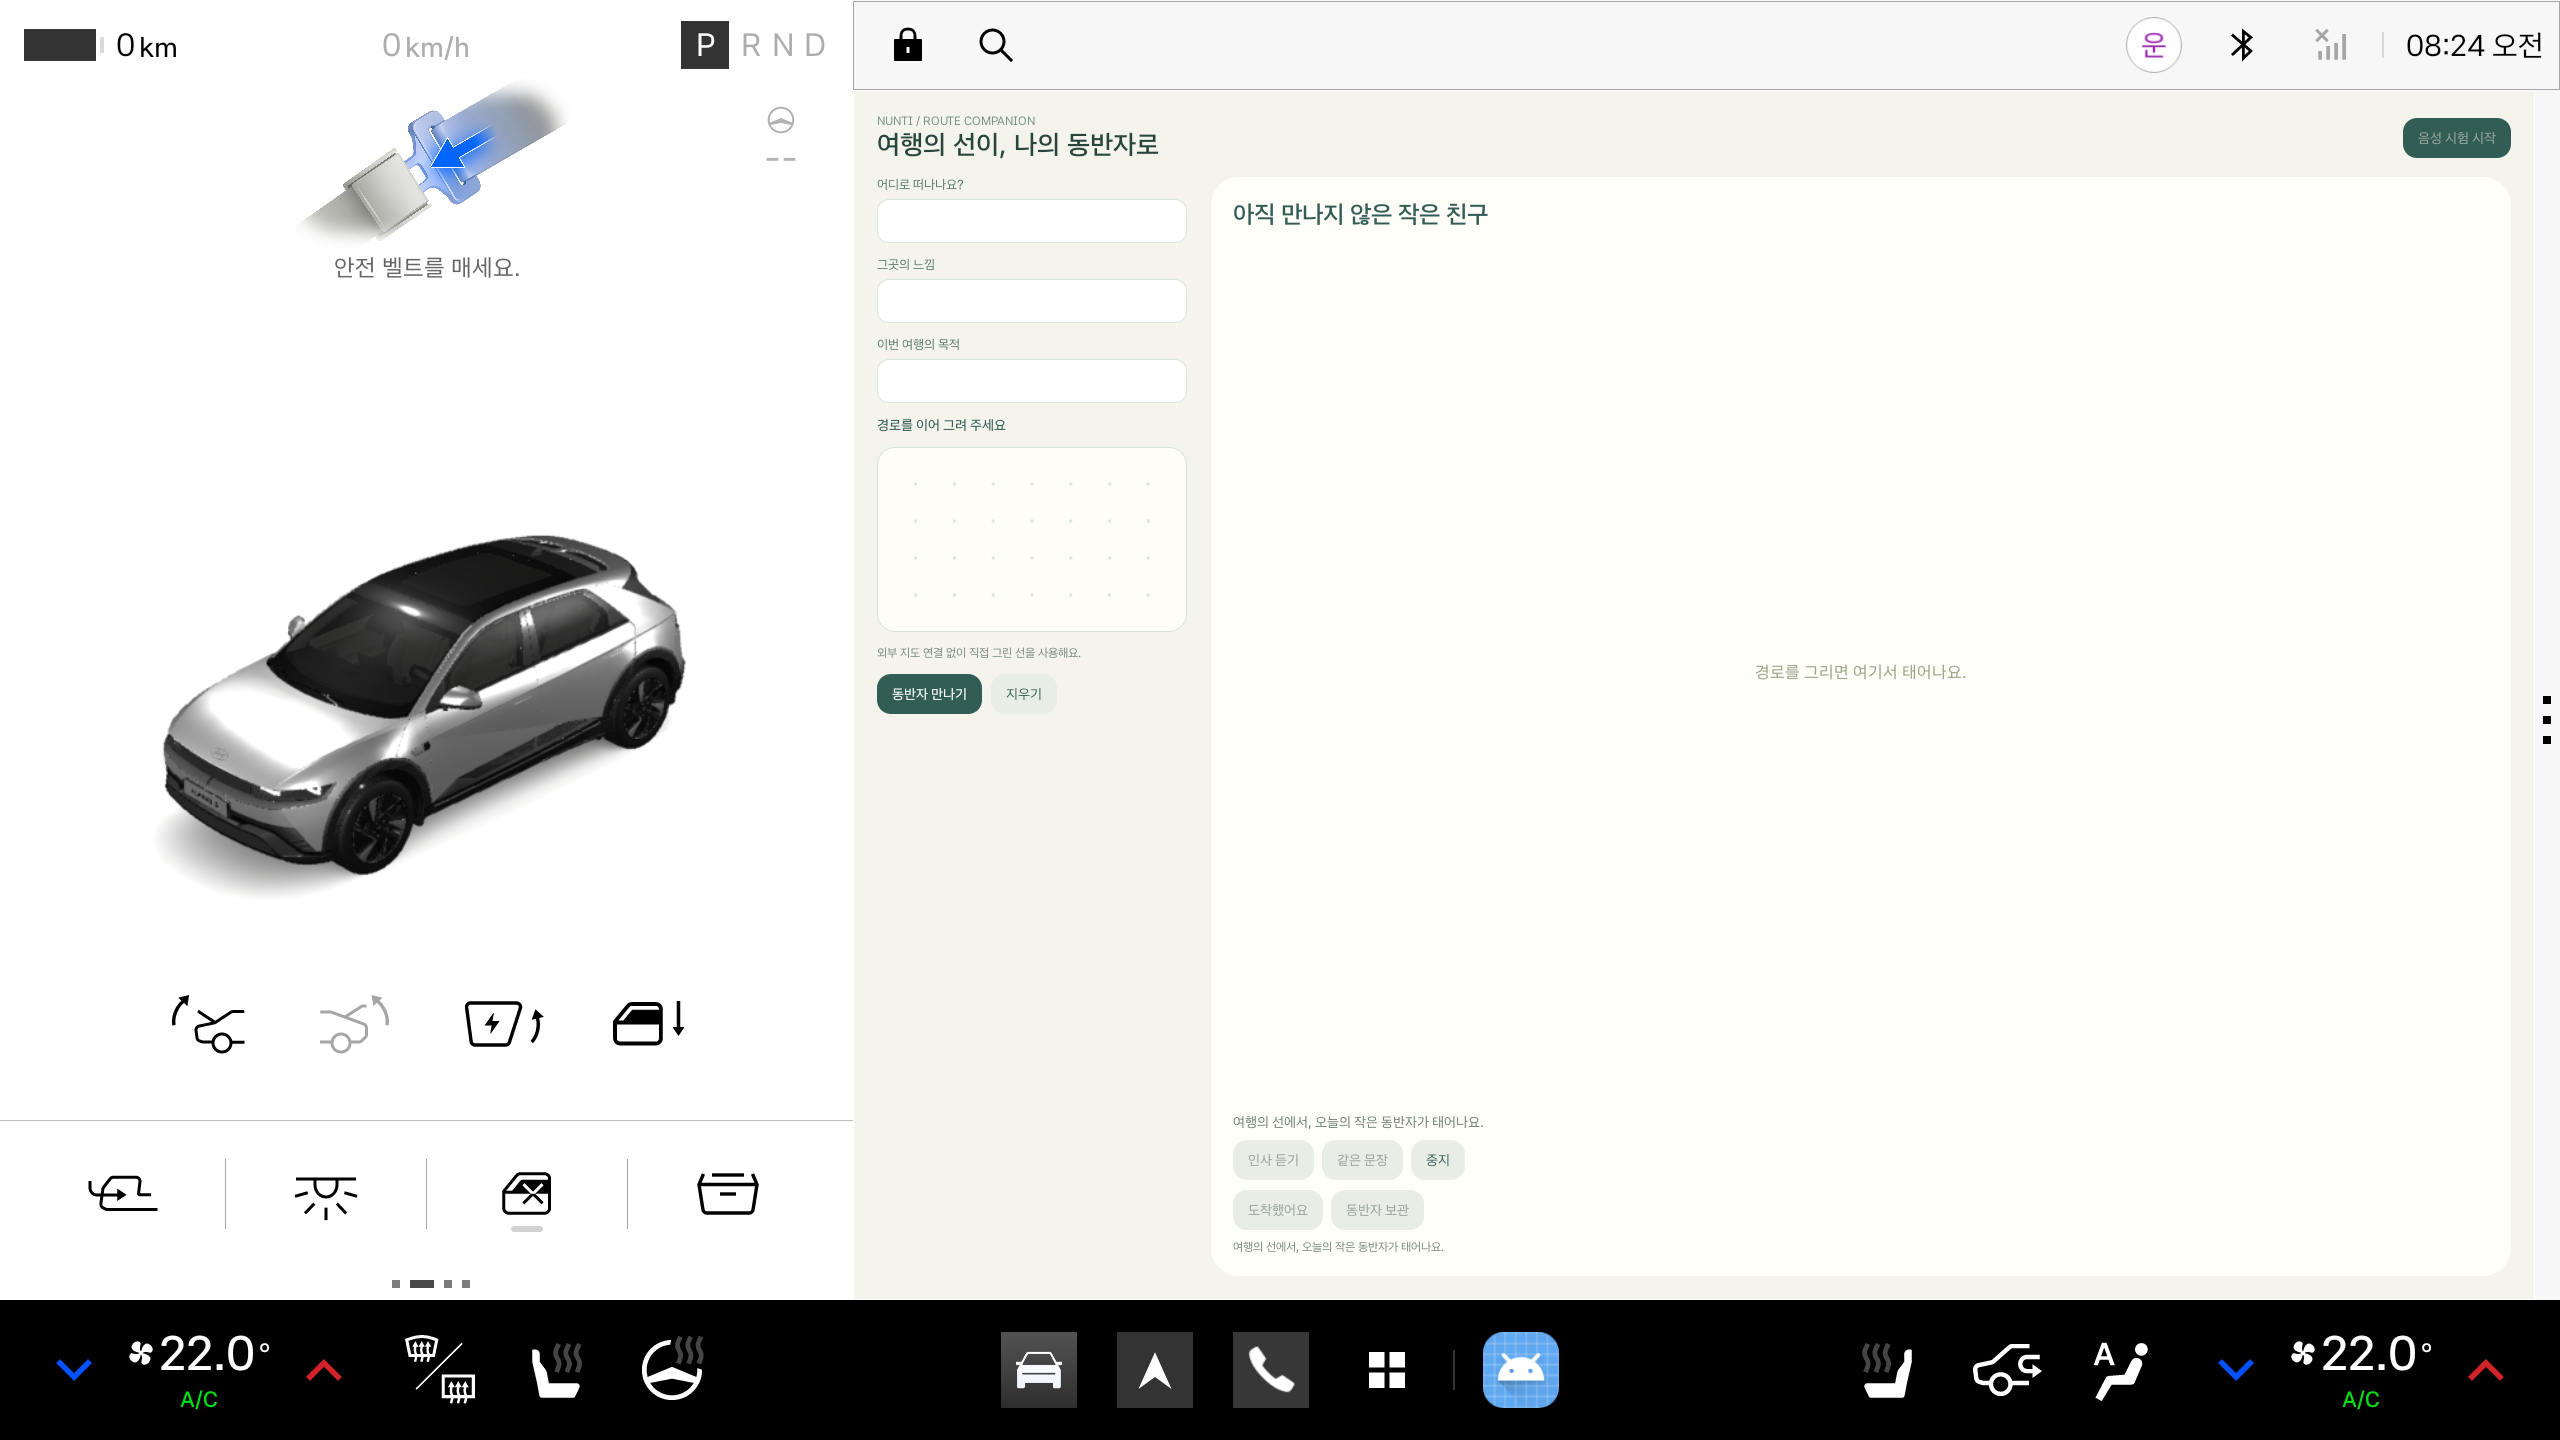 0 km
0 km/h
P R N D
안전 벨트를 매세요.
운
08:24 오전
NUNTI / ROUTE COMPANION
여행의 선이, 나의 동반자로
음성 시험 시작
어디로 떠나나요?
그곳의 느낌
이번 여행의 목적
경로를 이어 그려 주세요
외부 지도 연결 없이 직접 그린 선을 사용해요.
동반자 만나기
지우기
아직 만나지 않은 작은 친구
경로를 그리면 여기서 태어나요.
여행의 선에서, 오늘의 작은 동반자가 태어나요.
인사 듣기
같은 문장
중지
도착했어요
동반자 보관
여행의 선에서, 오늘의 작은 동반자가 태어나요.
22.0°
A/C
A
22.0°
A/C